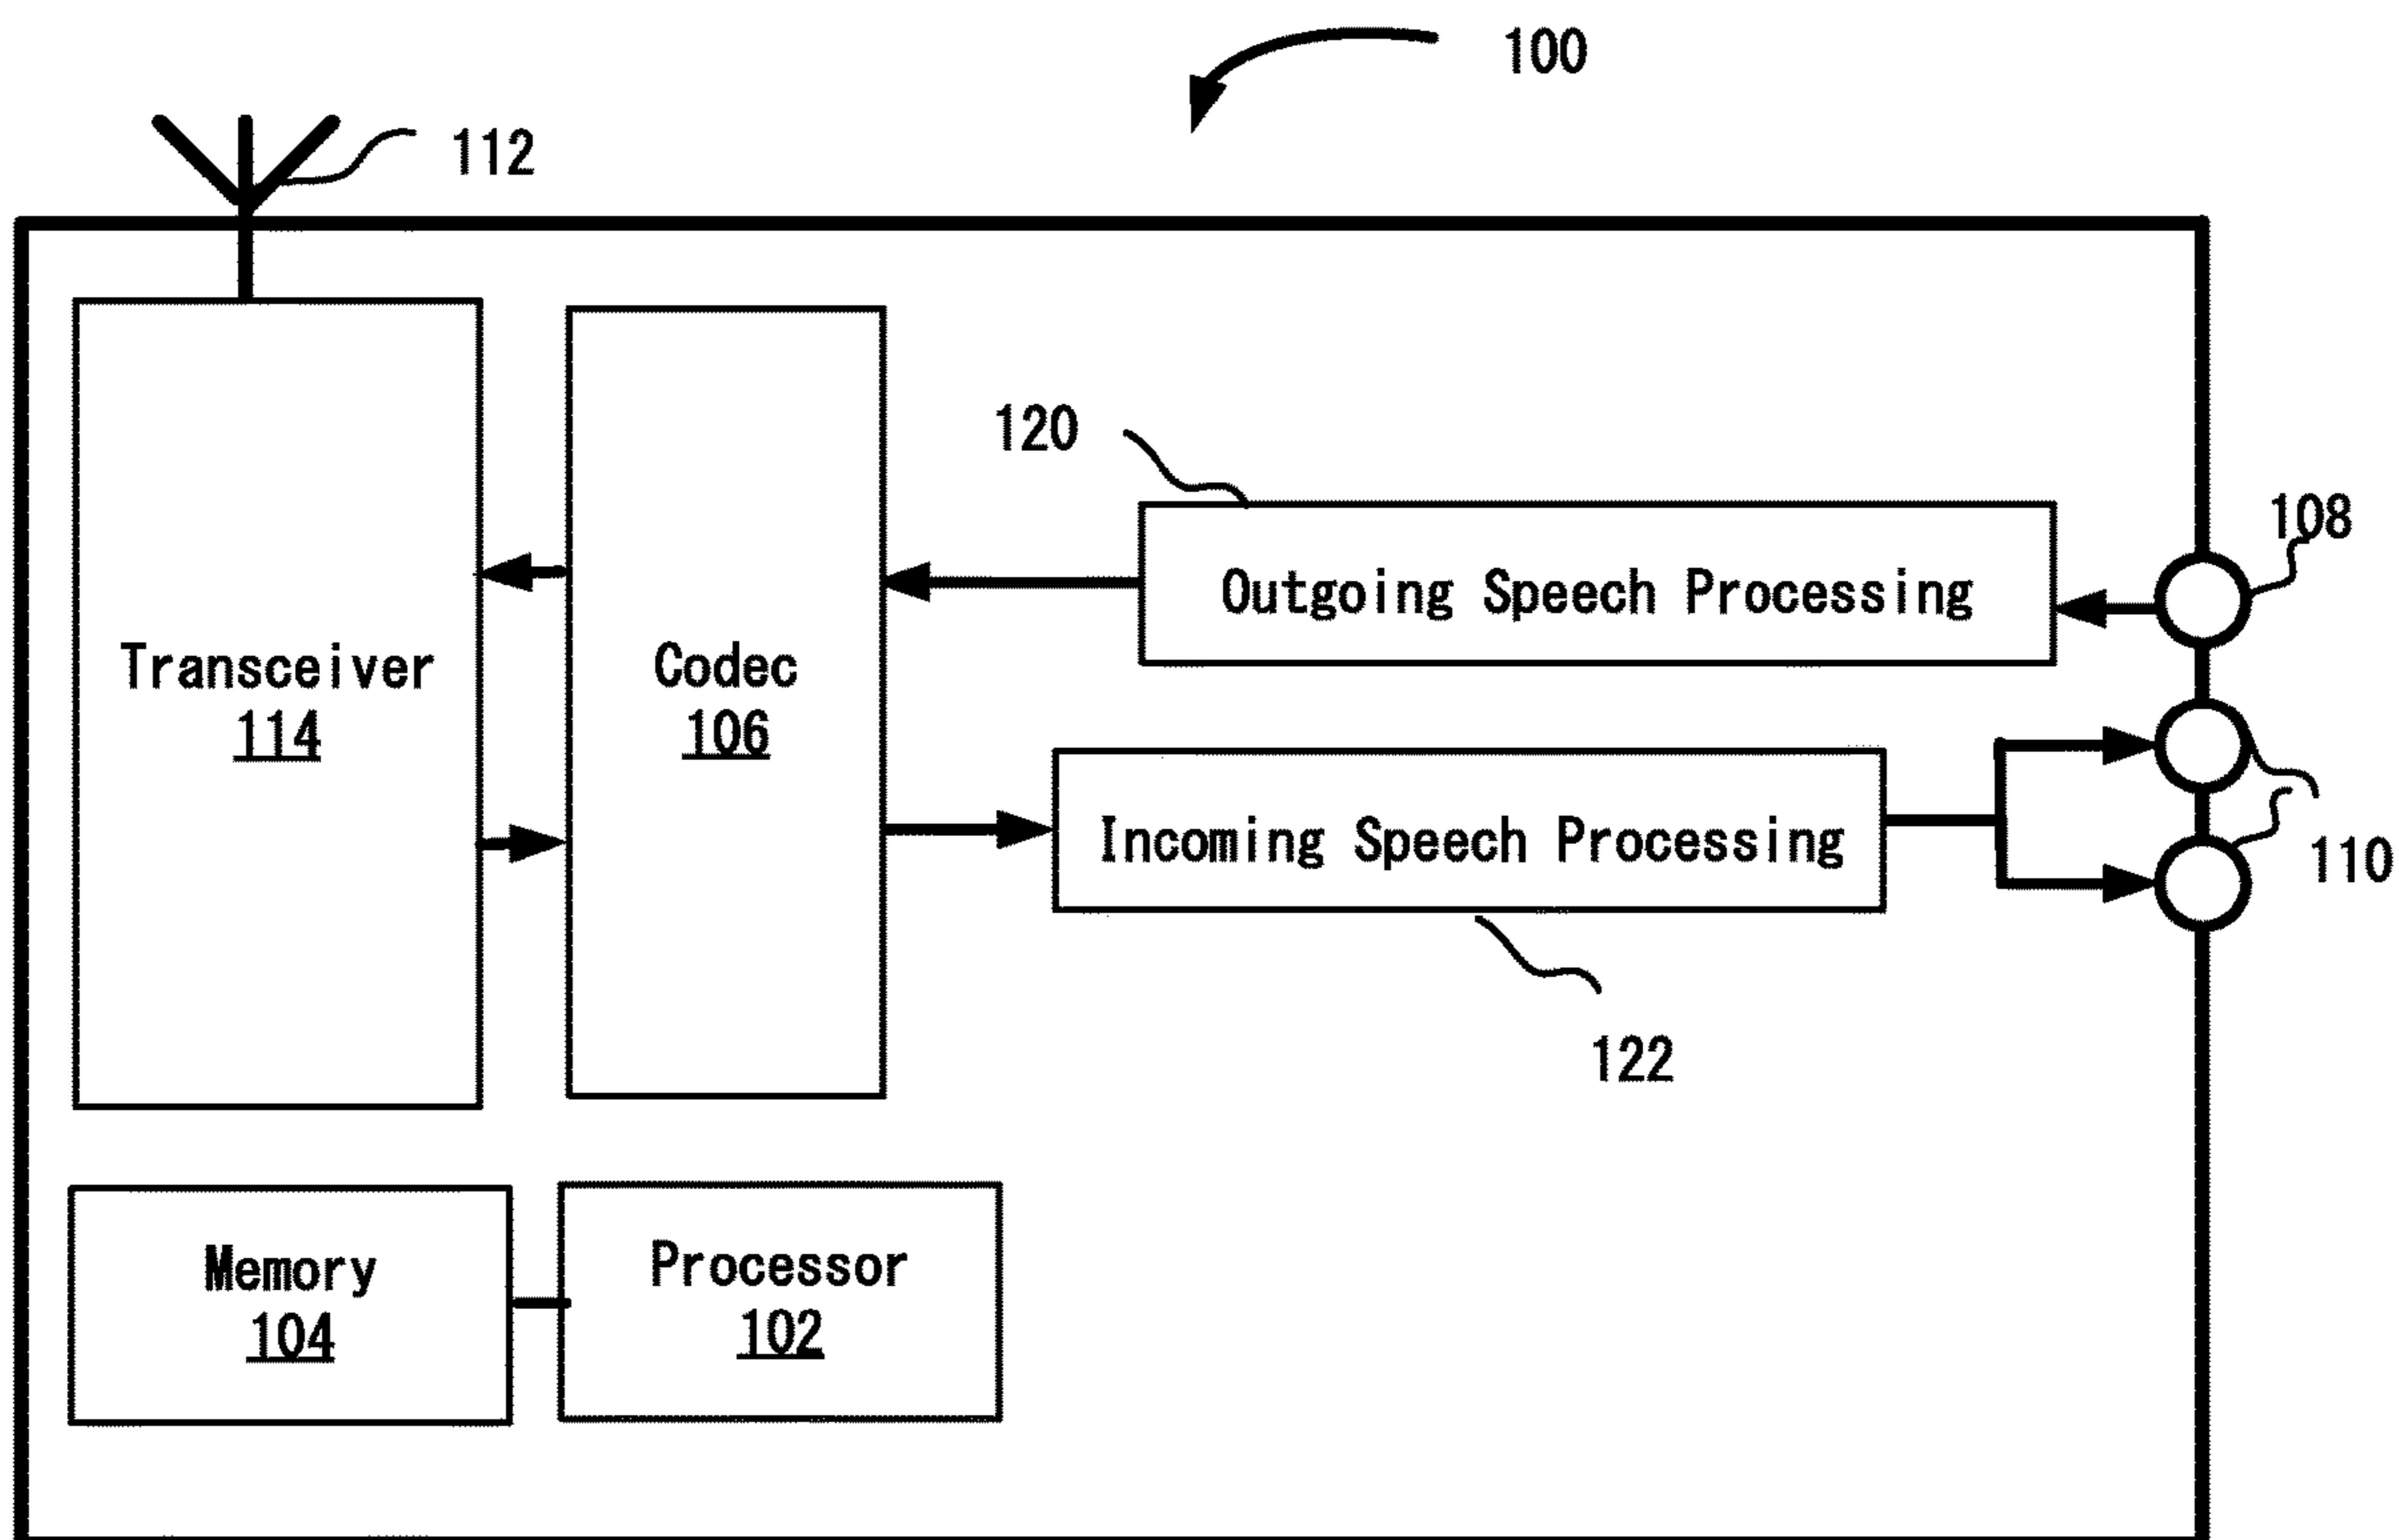 100
112
120
108
Outgoing Speech Processing
Transceiver
114
Codec
106
Incoming Speech Processing
110
122
Memory
104
Processor
102